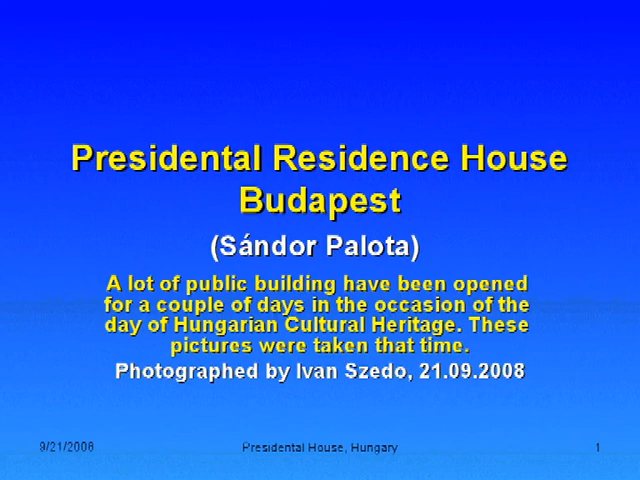 Presidental Residence House
Budapest
(Sándor Palota)
A lot of public building have been opened
for a couple of days in the occasion of the
day of Hungarian Cultural Heritage. These
pictures were taken that time.
Photographed by Ivan Szedo, 21.09.2008
9/21/2008
Presidental House, Hungary
1